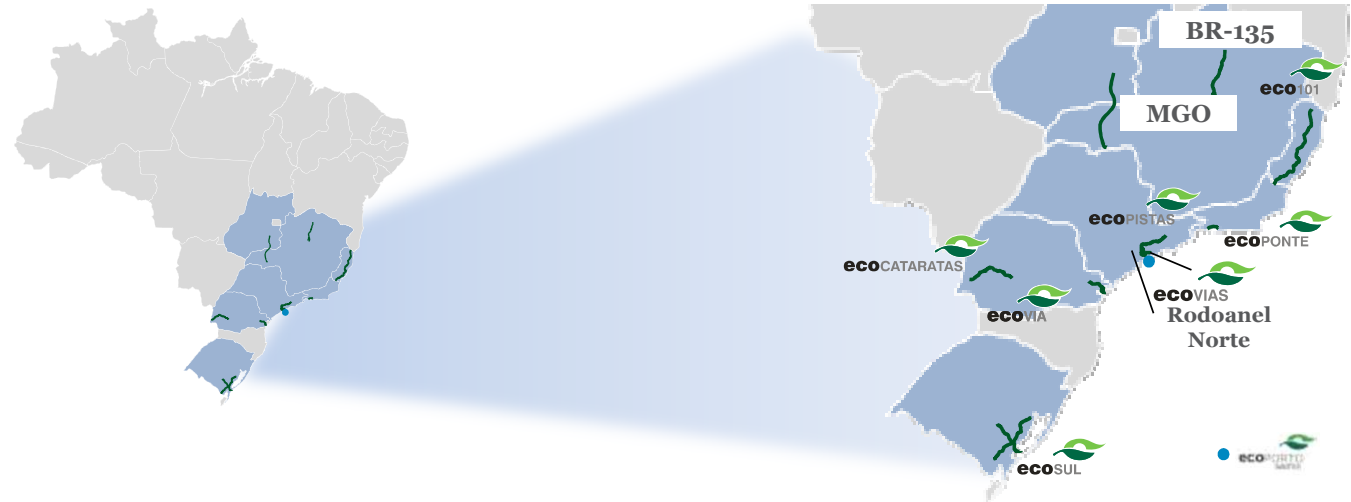 BR-135
eco101
MGO
ecoPISTAS
ecoPONTE
ecoCATARATAS
ecoVIAS
ecoVIA
Rodoanel
Norte
ecoSUL
ecoPORTO